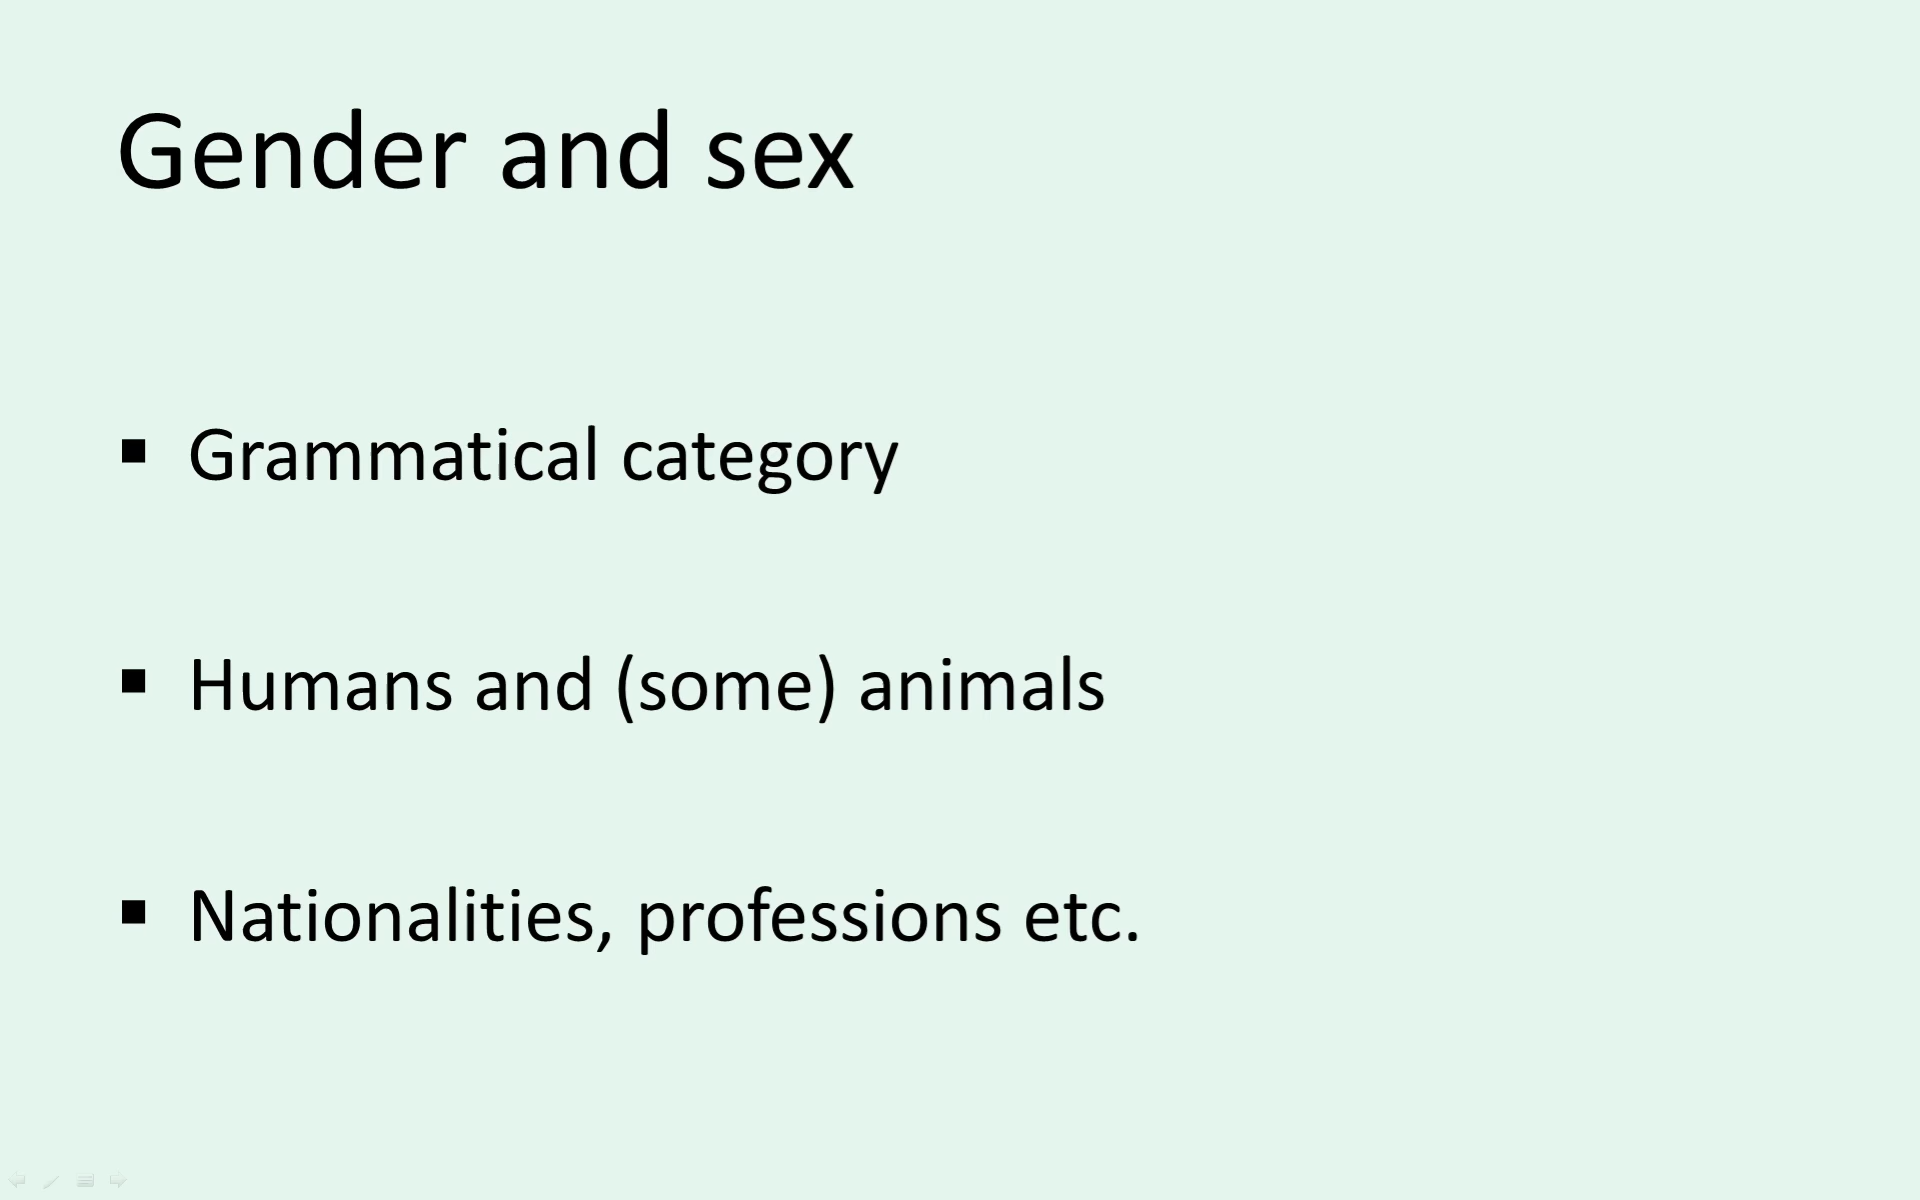 Gender and sex
▪ Grammatical category
▪ Humans and (some) animals
▪ Nationalities, professions etc.